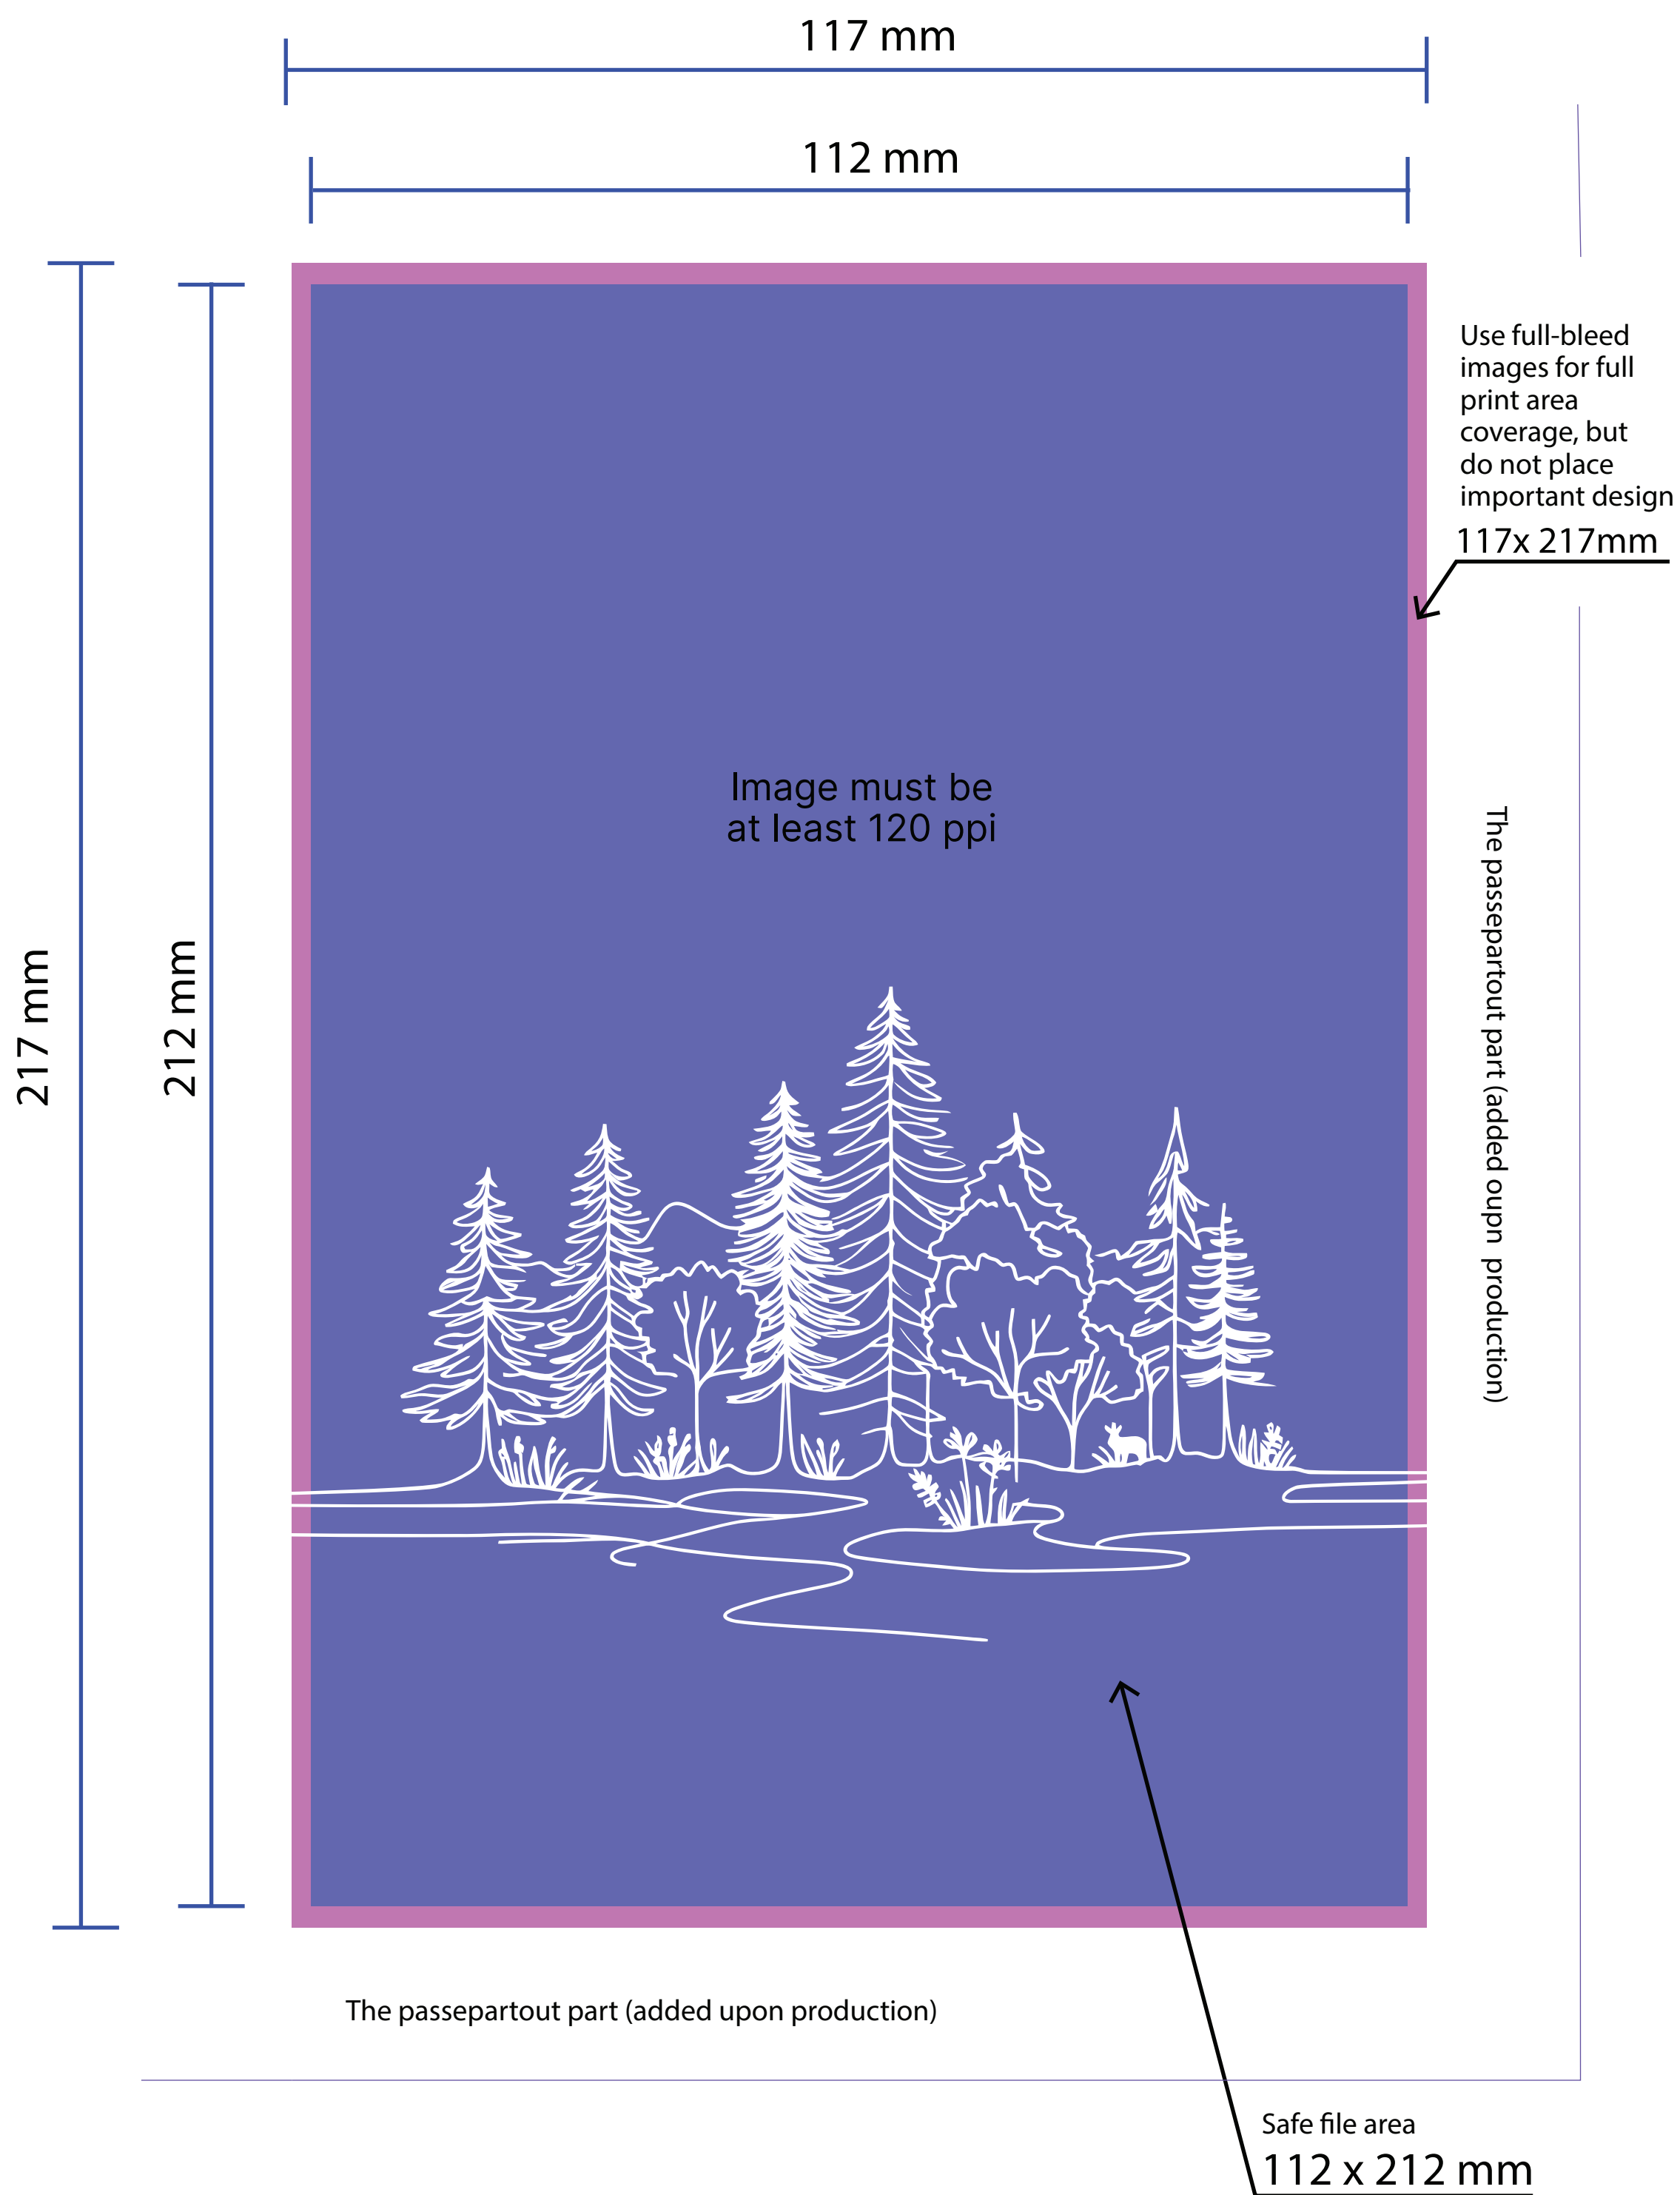 117 mm
112 mm
Use full-bleed
images for full
print area
coverage, but
do not place
important design
117x 217mm
Image must be
at least 120 ppi
217 mm
212 mm
The passepartout part (added oupn  production)
The passepartout part (added upon production)
Safe file area
112 x 212 mm